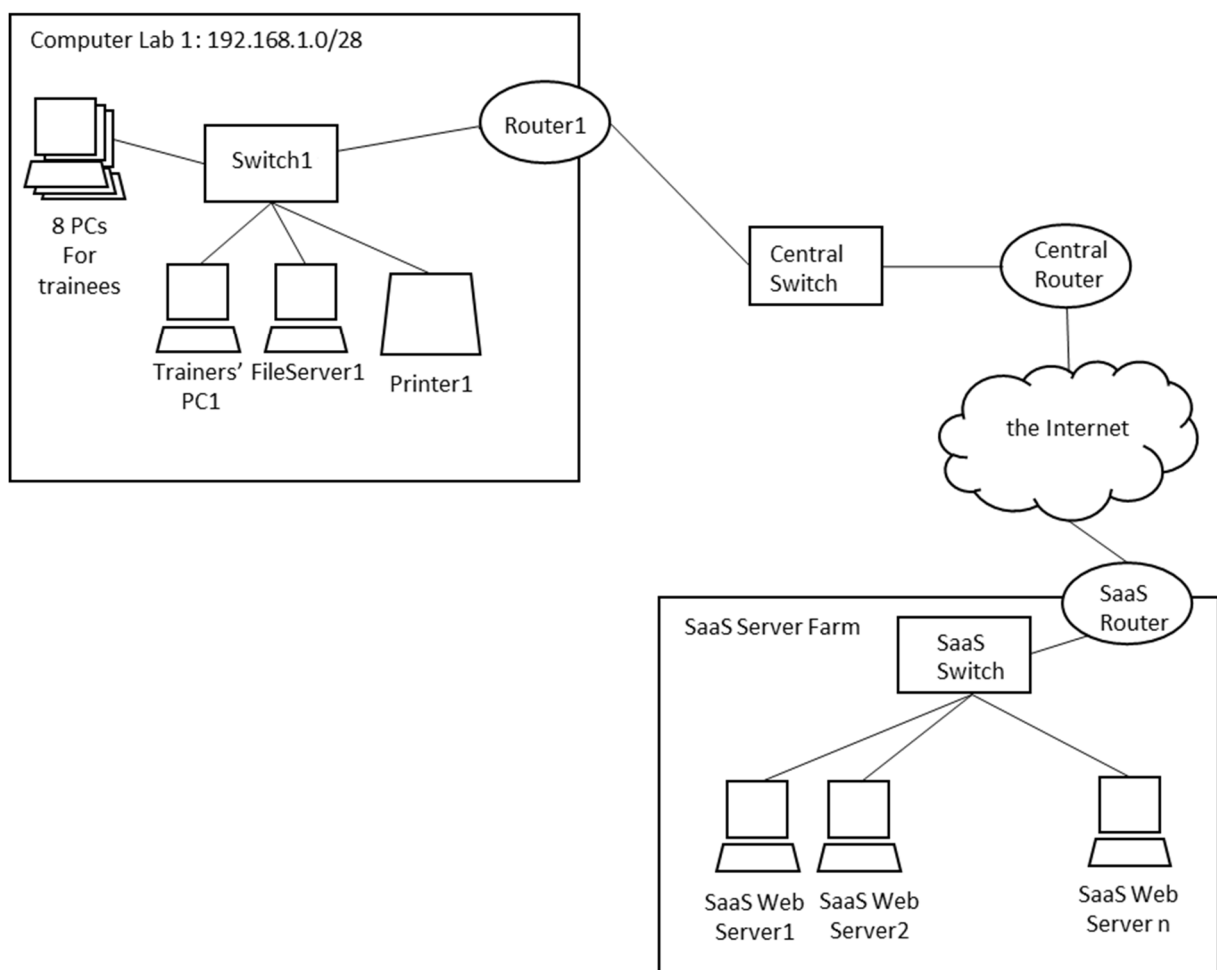 Computer Lab 1: 192.168.1.0/28
Router1
Switch1
8 PCs
For
trainees
Trainers'
PC1
FileServer1
Printer1
Central
Switch
Central
Router
the Internet
SaaS
Router
SaaS Server Farm
SaaS
Switch
SaaS Web
Server1
SaaS Web
Server2
SaaS Web
Server n